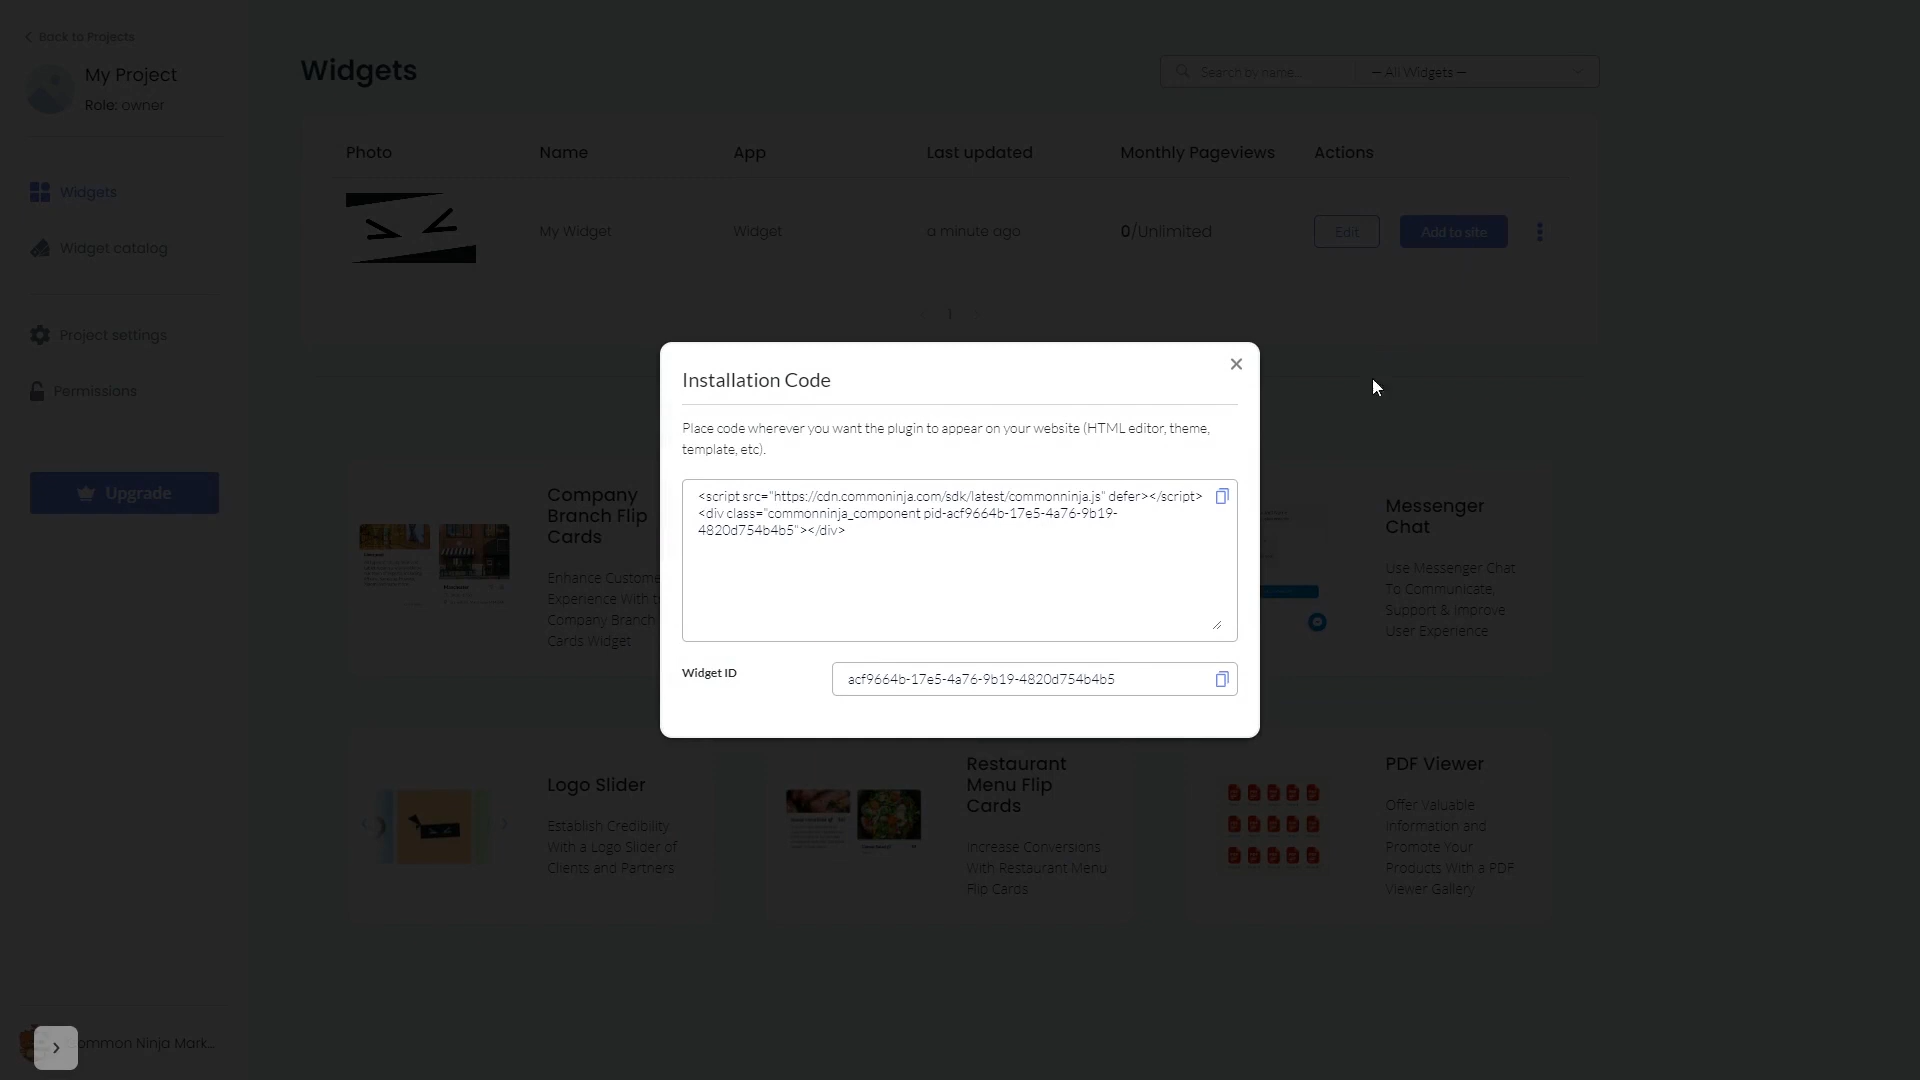 Back to Projects
My Project
Role: owner
Widgets
Widget catalog
Project settings
Permissions
Upgrade
Widgets
Search by name...
— All Widgets —
Photo Name App Last updated Monthly Pageviews Actions
My Widget Widget a minute ago 0/Unlimited Edit Add to site
1
Installation Code
Place code wherever you want the plugin to appear on your website (HTML editor, theme,
template, etc).
<script src="https://cdn.commoninja.com/sdk/latest/commonninja.js" defer></script>
<div class="commonninja_component pid-acf9664b-17e5-4a76-9b19-
4820d754b4b5"></div>
Widget ID
acf9664b-17e5-4a76-9b19-4820d754b4b5
Company
Branch Flip
Cards
Enhance Custome
Experience With t
Company Branch
Cards Widget
Messenger
Chat
Use Messenger Chat
To Communicate,
Support & Improve
User Experience
Logo Slider
Establish Credibility
With a Logo Slider of
Clients and Partners
Restaurant
Menu Flip
Cards
Increase Conversions
With Restaurant Menu
Flip Cards
PDF Viewer
Offer Valuable
Information and
Promote Your
Products With a PDF
Viewer Gallery
ommon Ninja Mark...